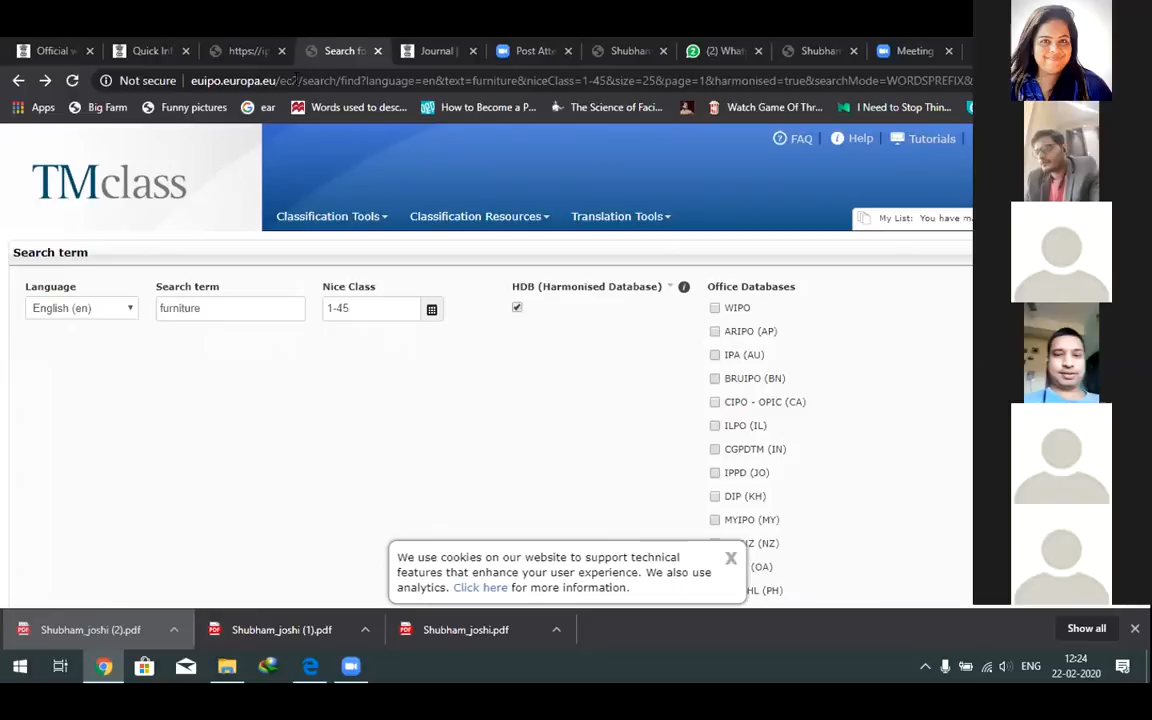 Official w
Quick Inf
https://ip
Search fo
Journal |
Post Atte
Shubham
(2) What
Shubham
Meeting
Not secure
euipo.europa.eu/ec2/search/find?language=en&text=furniture&niceClass=1-45&size=25&page=1&harmonised=true&searchMode=WORDSPREFIX&
Apps
Big Farm
Funny pictures
ear
Words used to desc...
How to Become a P...
The Science of Faci...
Watch Game Of Thr...
I Need to Stop Thin...
FAQ
Help
Tutorials
TMclass
Classification Tools
Classification Resources
Translation Tools
My List: You have
Search term
Language
Search term
Nice Class
HDB (Harmonised Database)
Office Databases
English (en)
furniture
1-45
WIPO
ARIPO (AP)
IPA (AU)
BRUIPO (BN)
CIPO - OPIC (CA)
ILPO (IL)
CGPDTM (IN)
IPPD (JO)
DIP (KH)
MYIPO (MY)
(NZ)
(OA)
(PH)
We use cookies on our website to support technical
features that enhance your user experience. We also use
analytics. Click here for more information.
X
Shubham_joshi (2).pdf
Shubham_joshi (1).pdf
Shubham_joshi.pdf
Show all
ENG
12:24
22-02-2020